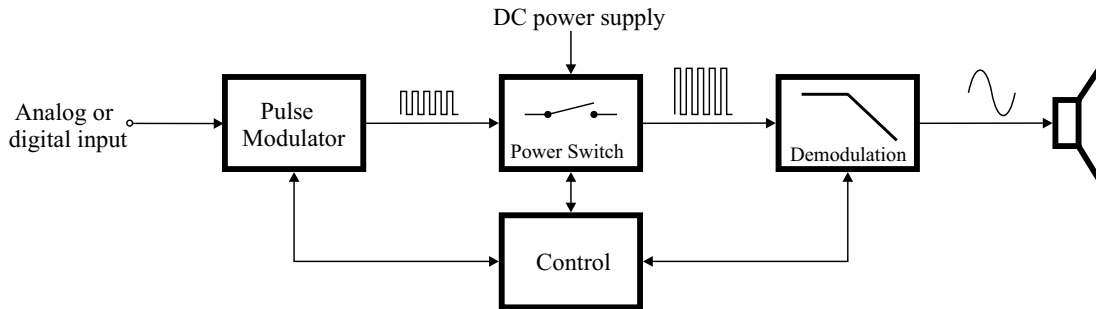 DC power supply
Analog or
digital input
Pulse
Modulator
Power Switch
Demodulation
Control